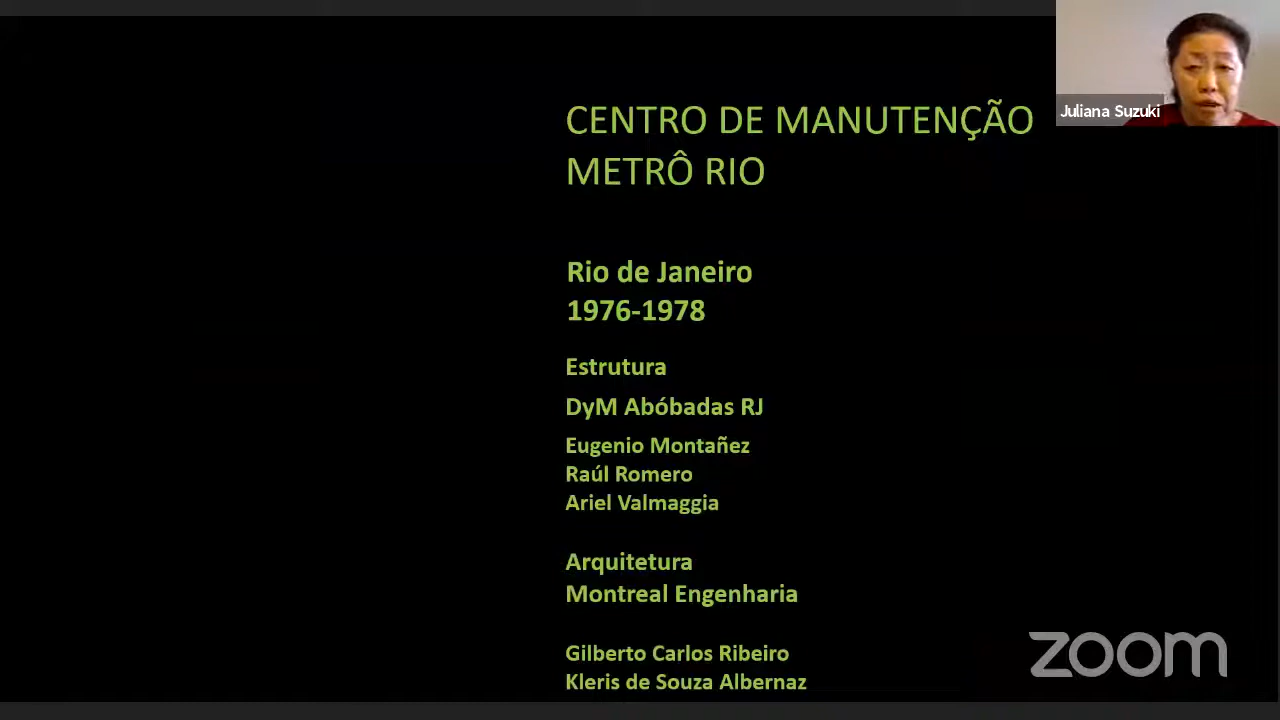 CENTRO DE MANUTENÇÃO
METRÔ RIO
Juliana Suzuki
Rio de Janeiro
1976-1978
Estrutura
DyM Abóbadas RJ
Eugenio Montañez
Raúl Romero
Ariel Valmaggia
Arquitetura
Montreal Engenharia
Gilberto Carlos Ribeiro
Kleris de Souza Albernaz
zoom